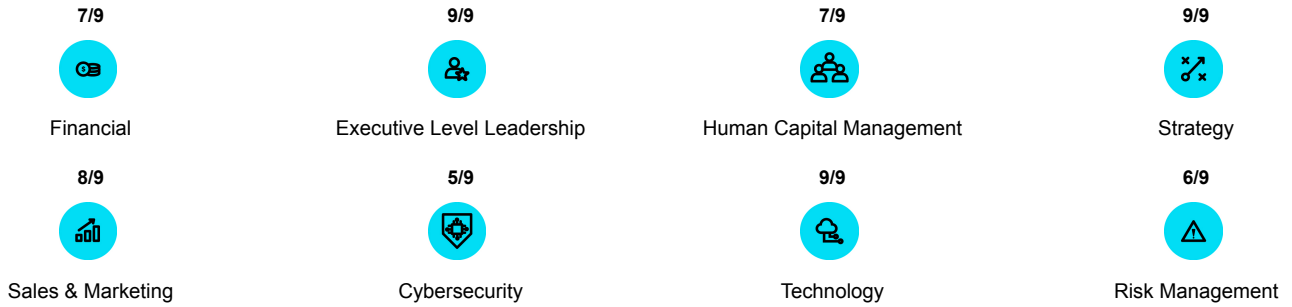 7/9
9/9
7/9
9/9
Financial
Executive Level Leadership
Human Capital Management
Strategy
8/9
5/9
9/9
6/9
Sales & Marketing
Cybersecurity
Technology
Risk Management